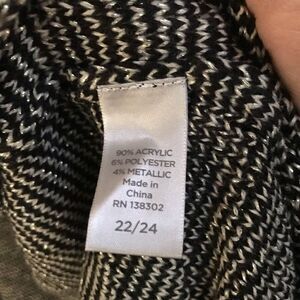 90% ACRYLIC
6% POLYESTER
4% METALLIC
Made in
China
RN 138302
22/24